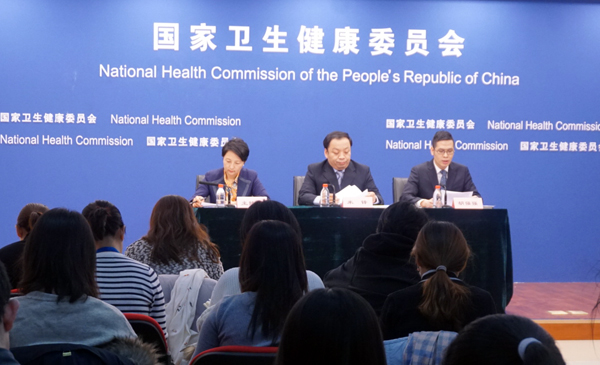 国家卫生健康委员会
National Health Commission of the People's Republic of China
国家卫生健康委员会 National Health Commission
National Health Commission 国家卫生健康委员会
国家卫生健康委员会 National Health Commission
National Health Commission 国家卫生健康委员会